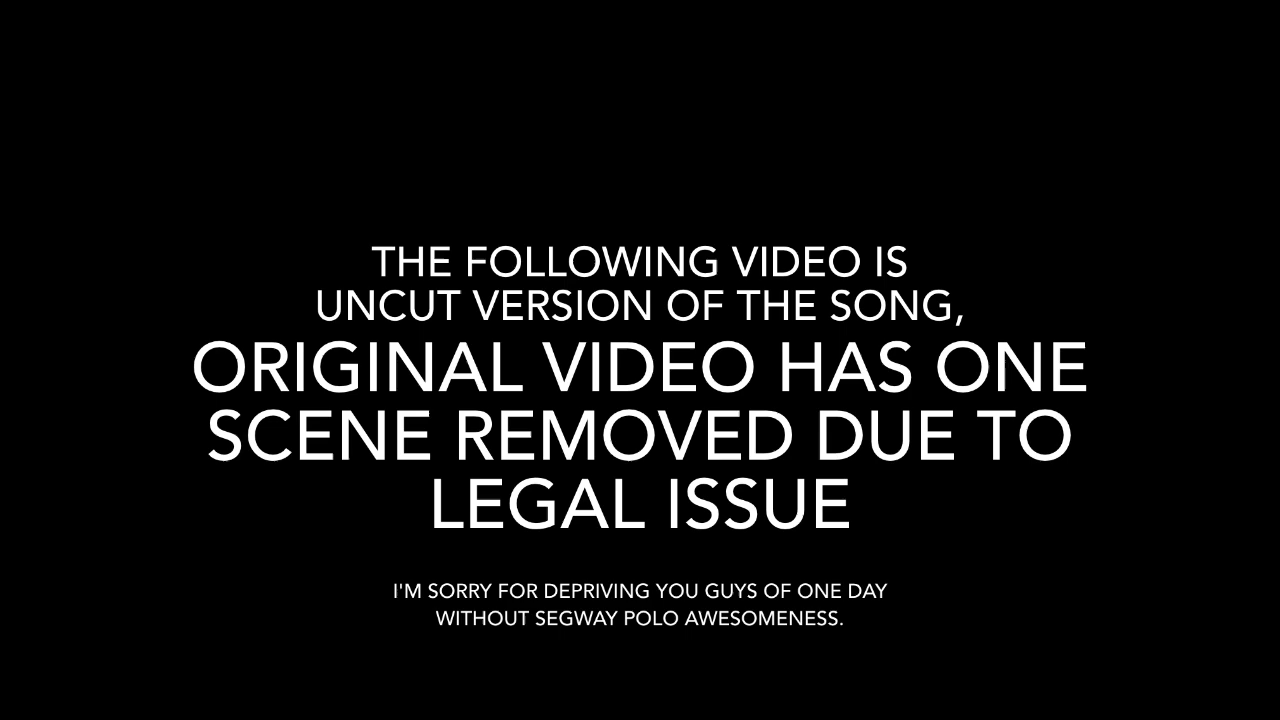 THE FOLLOWING VIDEO IS
UNCUT VERSION OF THE SONG,
ORIGINAL VIDEO HAS ONE
SCENE REMOVED DUE TO
LEGAL ISSUE
I'M SORRY FOR DEPRIVING YOU GUYS OF ONE DAY
WITHOUT SEGWAY POLO AWESOMENESS.